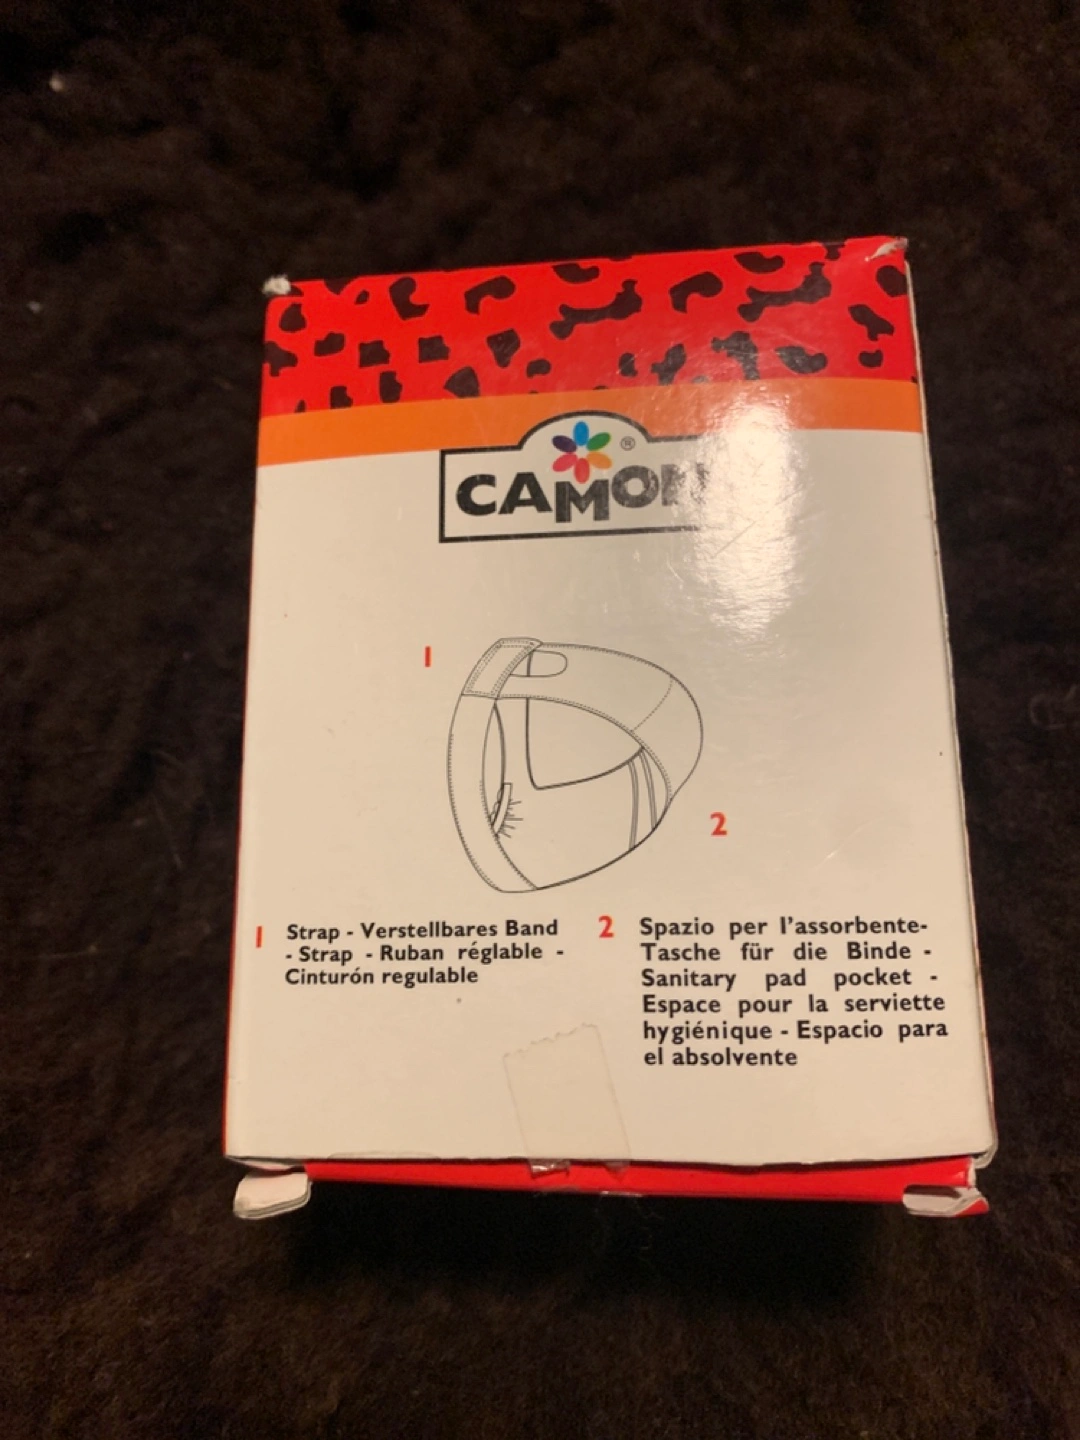 CAMON
®
1
2
1 Strap - Verstellbares Band
- Strap - Ruban réglable -
Cinturón regulable
2 Spazio per l'assorbente-
Tasche für die Binde -
Sanitary pad pocket -
Espace pour la serviette
hygiénique - Espacio para
el absolvente